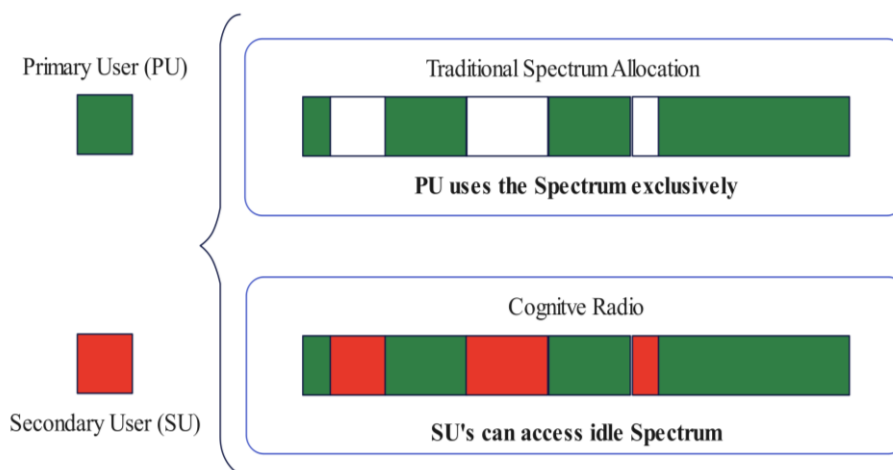 Primary User (PU)
Traditional Spectrum Allocation
PU uses the Spectrum exclusively
Cognitve Radio
Secondary User (SU)
SU's can access idle Spectrum